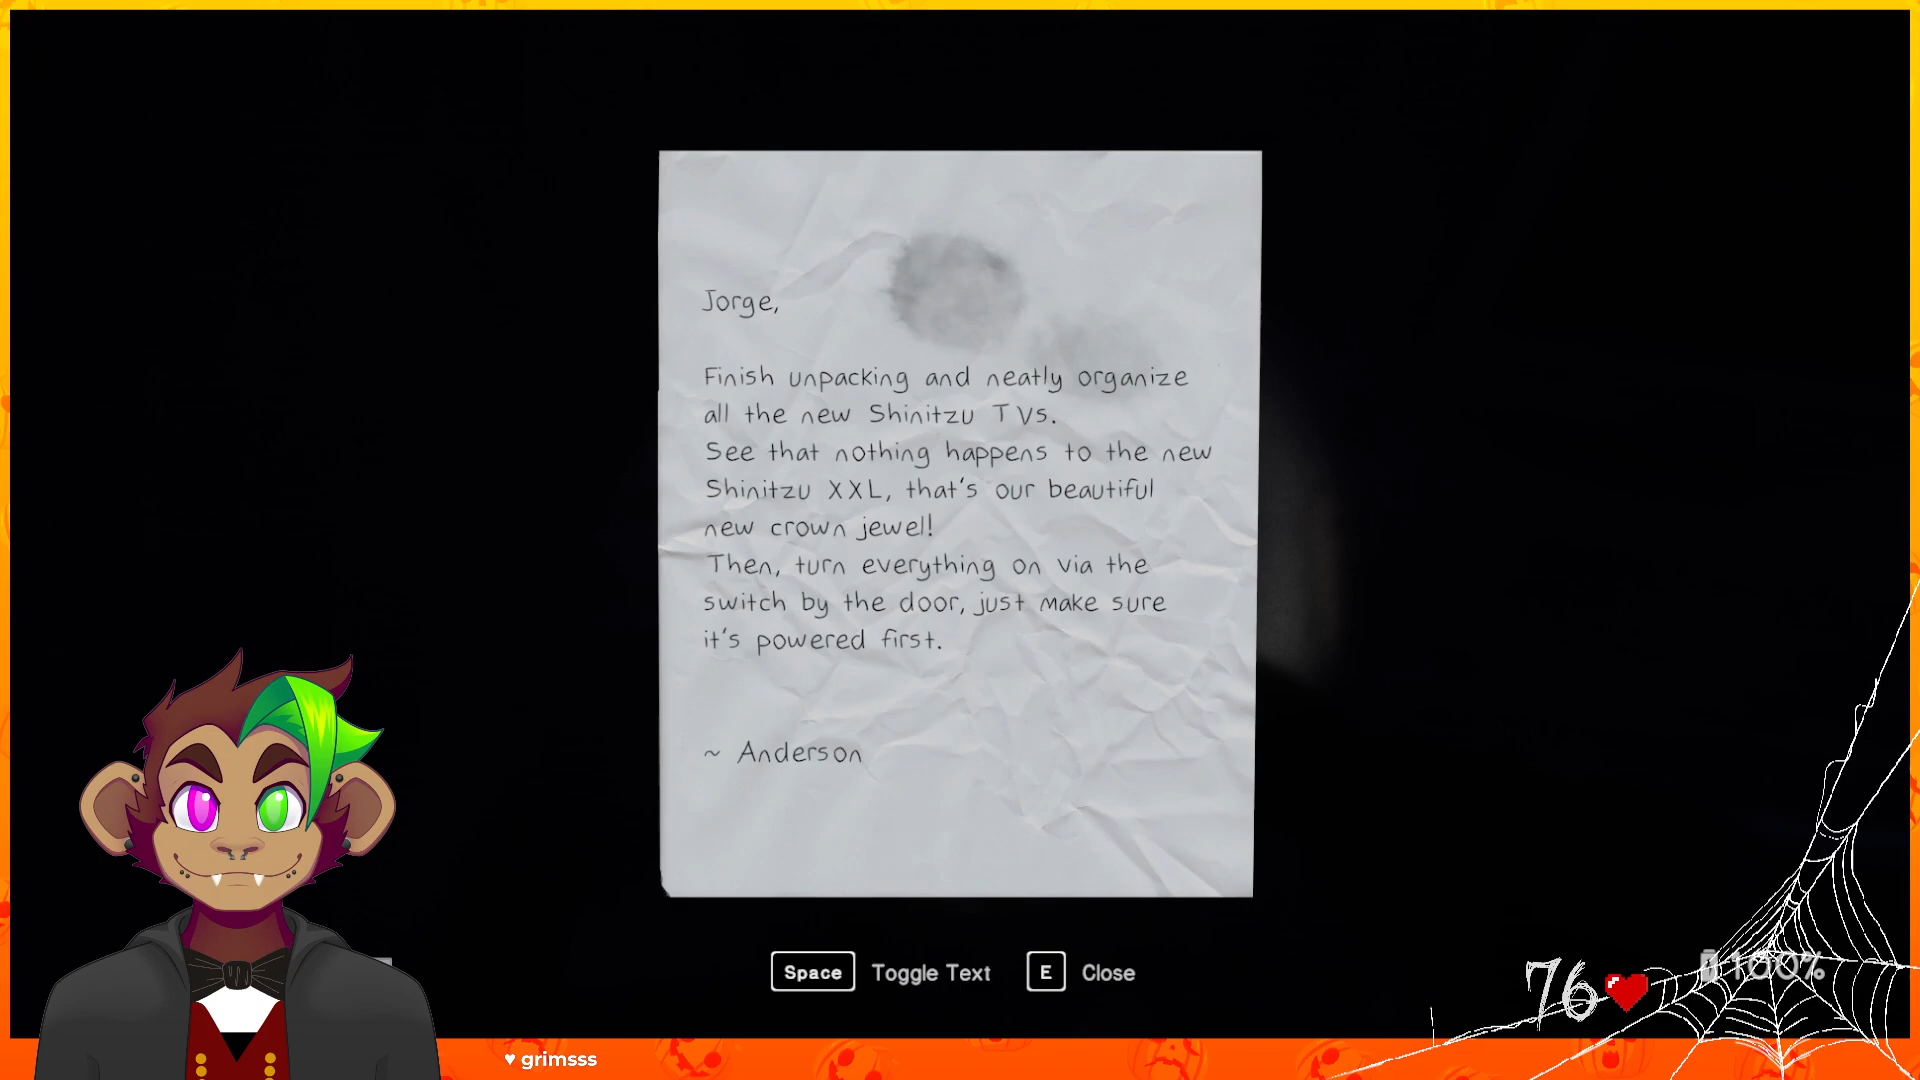 Jorge,
Finish unpacking and neatly organize
all the new Shinitzu TVs.
See that nothing happens to the new
Shinitzu XXL, that's our beautiful
new crown jewel!
Then, turn everything on via the
switch by the door, just make sure
it's powered first.
~ Anderson
Space Toggle Text E Close
76
100%
♥ grimsss